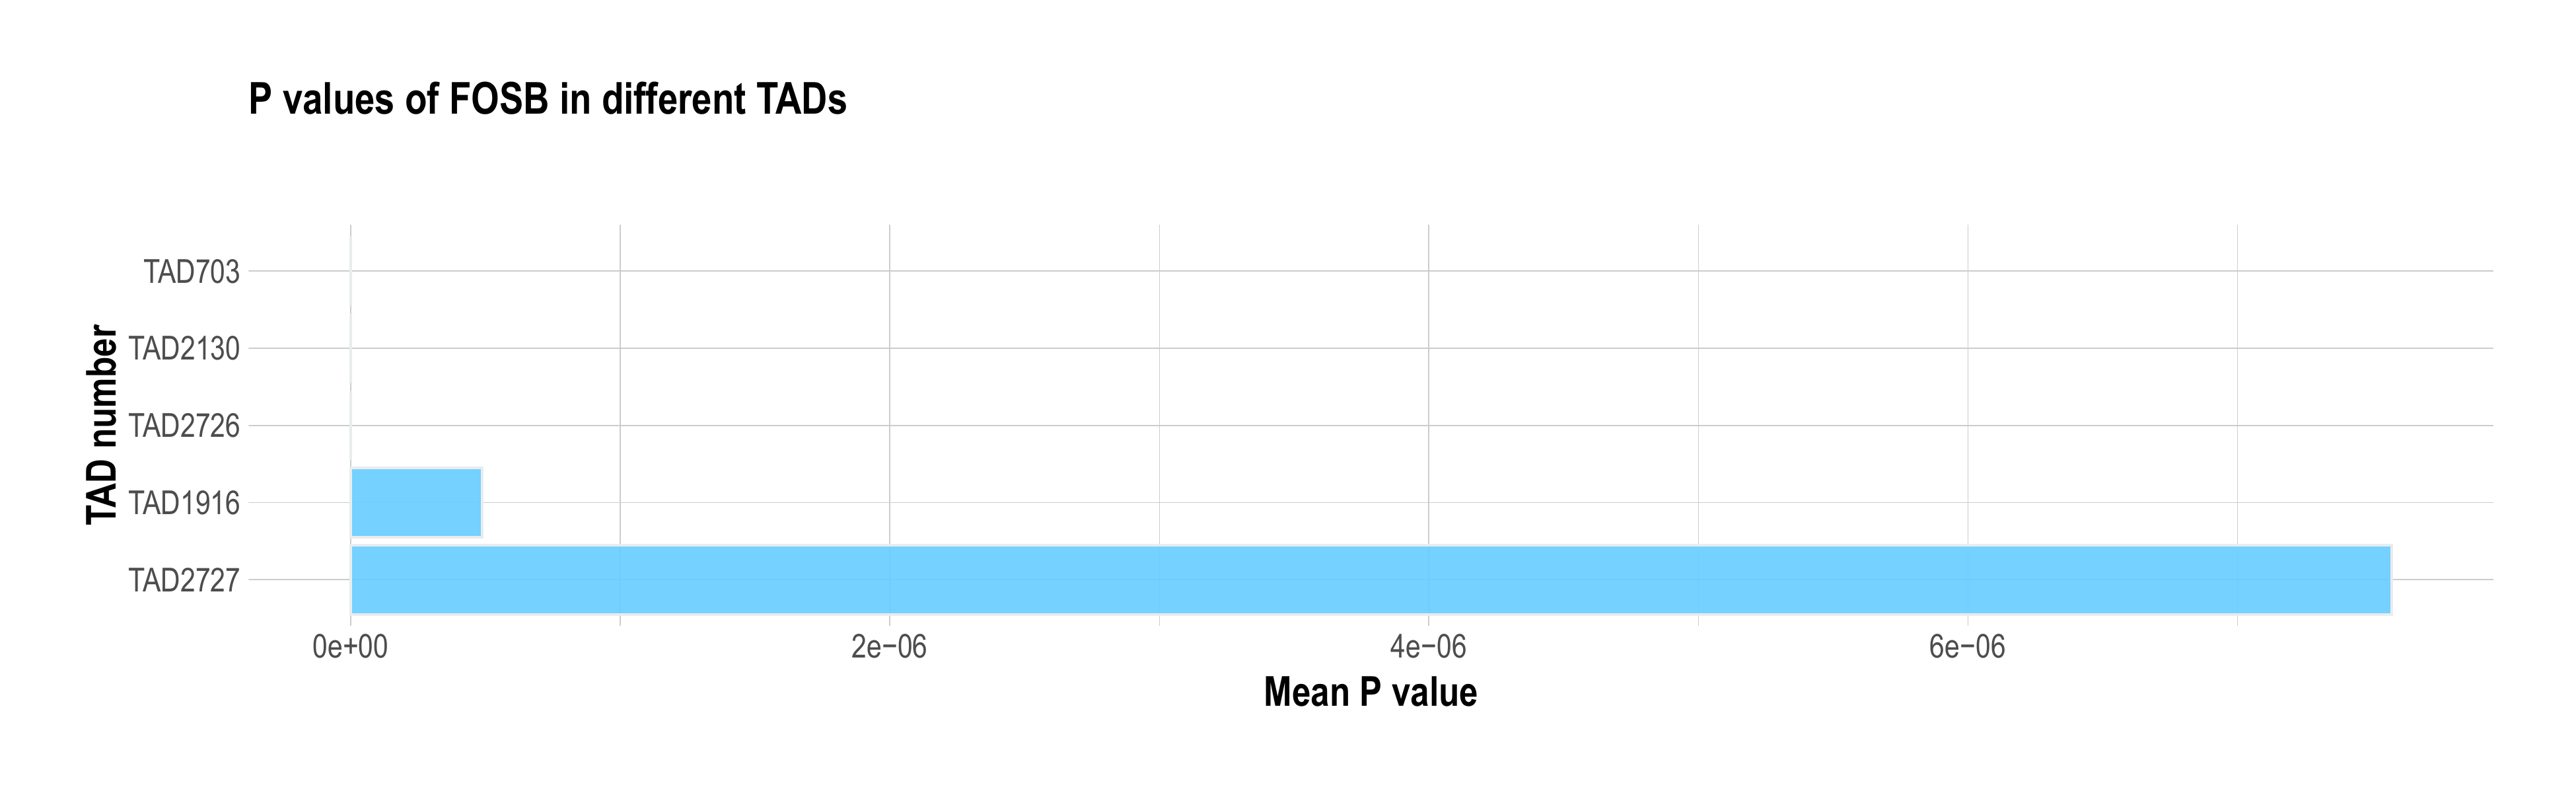 P values of FOSB in different TADs
TAD number
TAD703
TAD2130
TAD2726
TAD1916
TAD2727
0e+00 2e−06 4e−06 6e−06
Mean P value